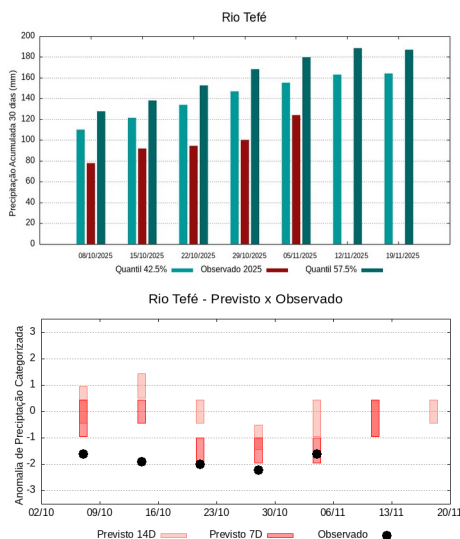 Rio Tefé
Precipitação Acumulada 30 dias (mm)
200
180
160
140
120
100
80
60
40
20
0
08/10/2025 15/10/2025 22/10/2025 29/10/2025 05/11/2025 12/11/2025 19/11/2025
Quantil 42.5% Observado 2025 Quantil 57.5%
Rio Tefé - Previsto x Observado
Anomalia de Preciptação Categorizada
3
2
1
0
-1
-2
-3
02/10 09/10 16/10 23/10 30/10 06/11 13/11 20/11
Previsto 14D Previsto 7D Observado